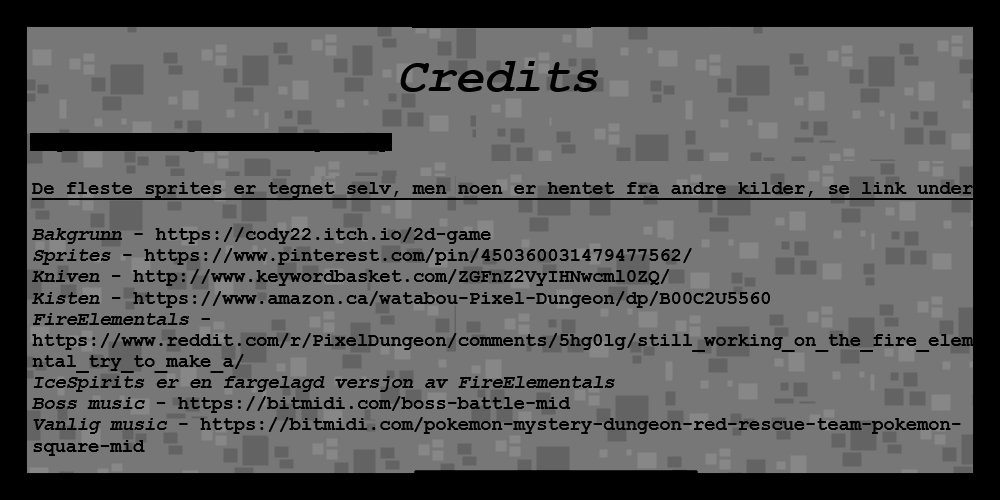 Credits
De fleste sprites er tegnet selv, men noen er hentet fra andre kilder, se link under
Bakgrunn - https://cody22.itch.io/2d-game
Sprites - https://www.pinterest.com/pin/450360031479477562/
Kniven - http://www.keywordbasket.com/ZGFnZ2VyIHNwcml0ZQ/
Kisten - https://www.amazon.ca/watabou-Pixel-Dungeon/dp/B00C2U5560
FireElementals -
https://www.reddit.com/r/PixelDungeon/comments/5hg0lg/still_working_on_the_fire_elem
ntal_try_to_make_a/
IceSpirits er en fargelagd versjon av FireElementals
Boss music - https://bitmidi.com/boss-battle-mid
Vanlig music - https://bitmidi.com/pokemon-mystery-dungeon-red-rescue-team-pokemon-
square-mid